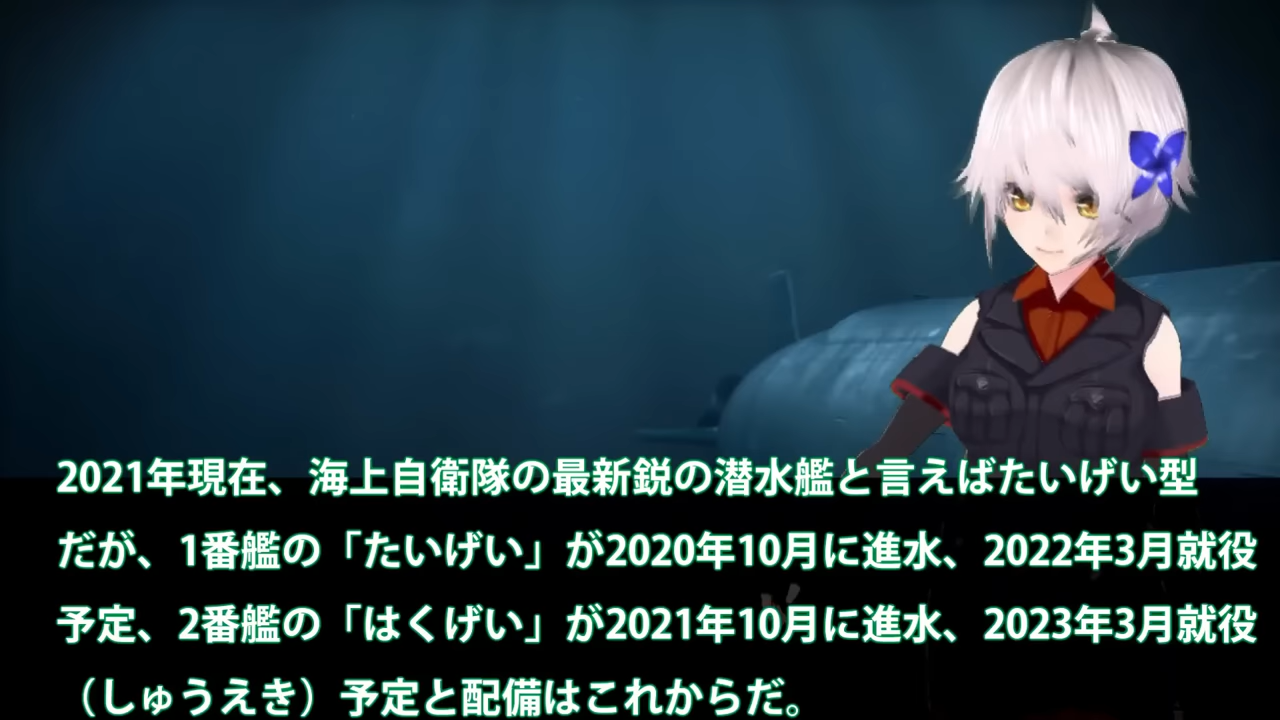 2021年現在、海上自衛隊の最新鋭の潜水艦と言えばたいげい型
だが、1番艦の「たいげい」が2020年10月に進水、2022年3月就役
予定、2番艦の「はくげい」が2021年10月に進水、2023年3月就役
（しゅうえき）予定と配備はこれからだ。